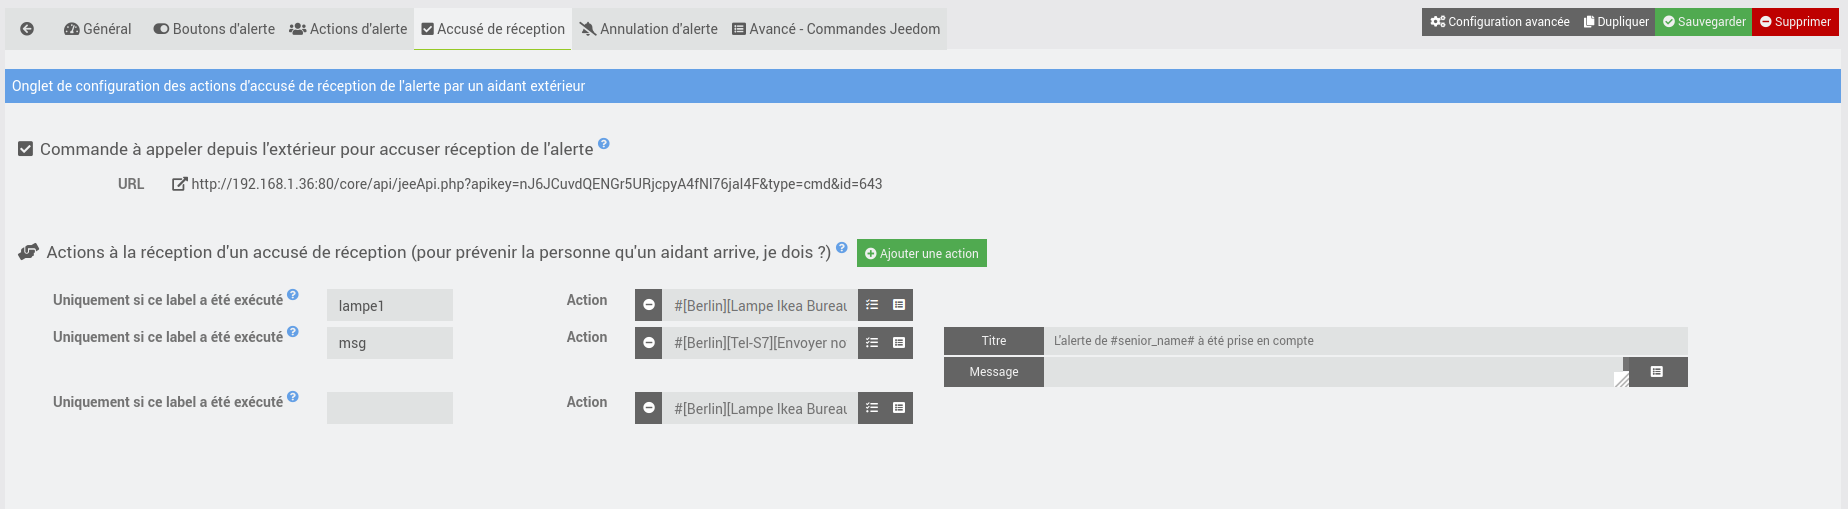 Général Boutons d'alerte Actions d'alerte Accusé de réception Annulation d'alerte Avancé - Commandes Jeedom Configuration avancée Dupliquer Sauvegarder Supprimer
Onglet de configuration des actions d'accusé de réception de l'alerte par un aidant extérieur
Commande à appeler depuis l'extérieur pour accuser réception de l'alerte ?
URL http://192.168.1.36:80/core/api/jeeApi.php?apikey=nJ6JCuvdQENGr5URjcpyA4fNl76jal4F&type=cmd&id=643
Actions à la réception d'un accusé de réception (pour prévenir la personne qu'un aidant arrive, je dois ?) ? Ajouter une action
Uniquement si ce label a été exécuté ? lampe1 Action #[Berlin][Lampe Ikea Bureau
Uniquement si ce label a été exécuté ? msg Action #[Berlin][Tel-S7][Envoyer no Titre L'alerte de #senior_name# à été prise en compte
Message
Uniquement si ce label a été exécuté ? Action #[Berlin][Lampe Ikea Bureau